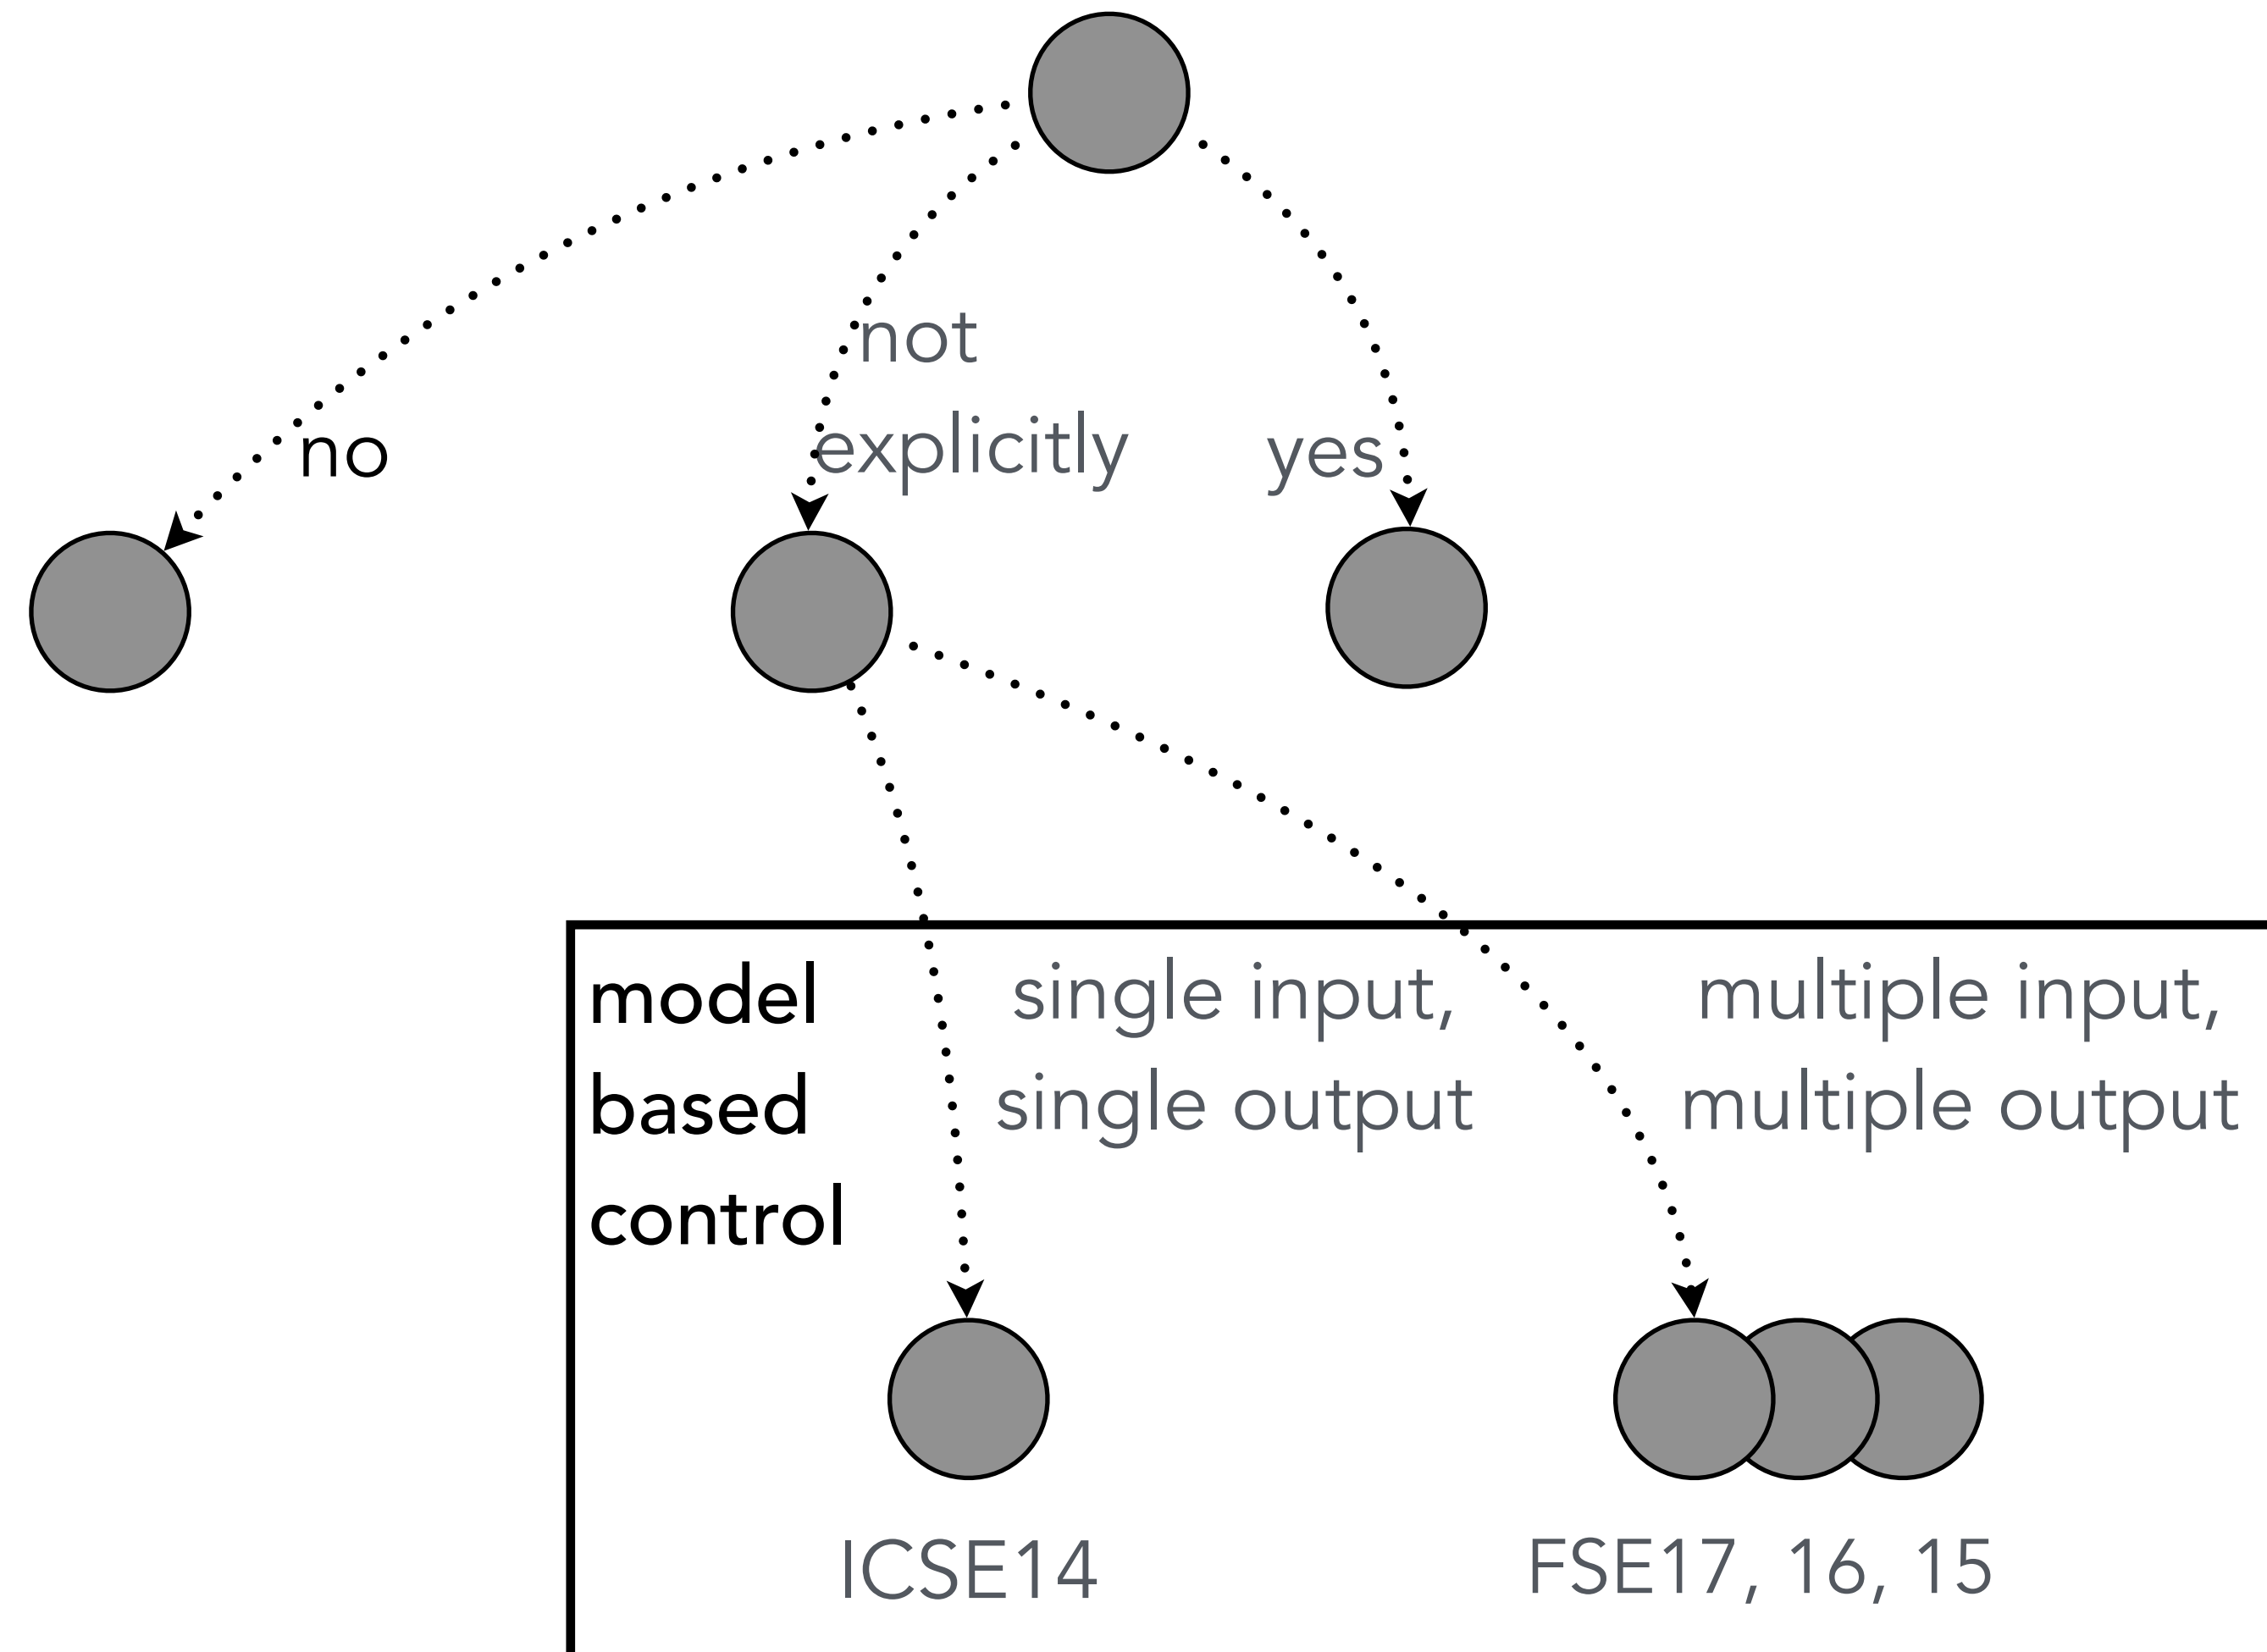 not
explicitly
no
yes
model
based
control
single input,
single output
multiple input,
multiple output
ICSE14
FSE17, 16, 15